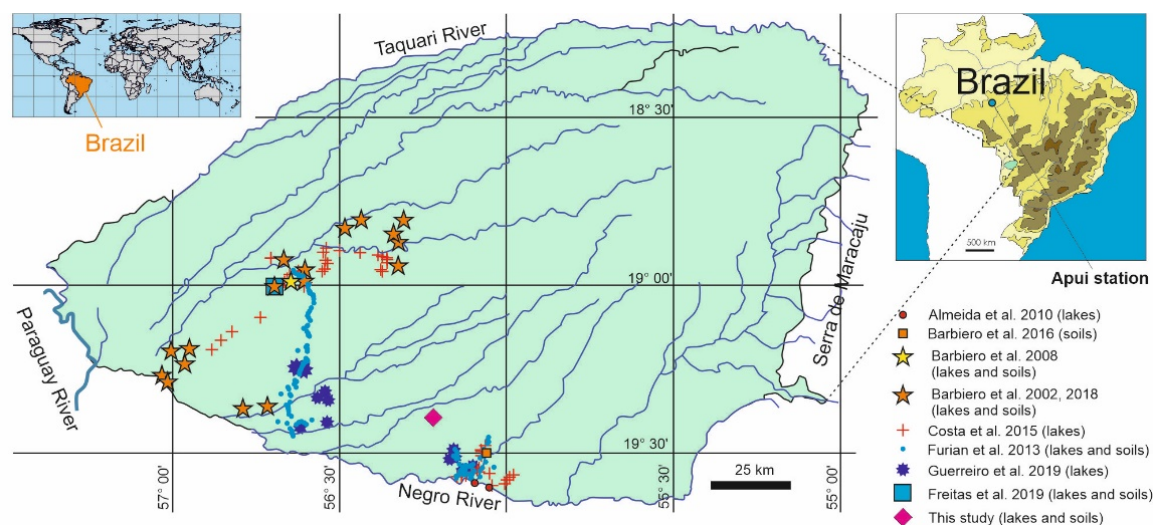 Brazil
Taquari River
18° 30'
19° 00'
19° 30'
Paraguay River
Negro River
Serra de Maracaju
57° 00'
56° 30'
55° 30'
55° 00'
25 km
Brazil
500 km
Apui station
Almeida et al. 2010 (lakes)
Barbiero et al. 2016 (soils)
Barbiero et al. 2008
(lakes and soils)
Barbiero et al. 2002, 2018
(lakes and soils)
Costa et al. 2015 (lakes)
Furian et al. 2013 (lakes and soils)
Guerreiro et al. 2019 (lakes)
Freitas et al. 2019 (lakes and soils)
This study (lakes and soils)